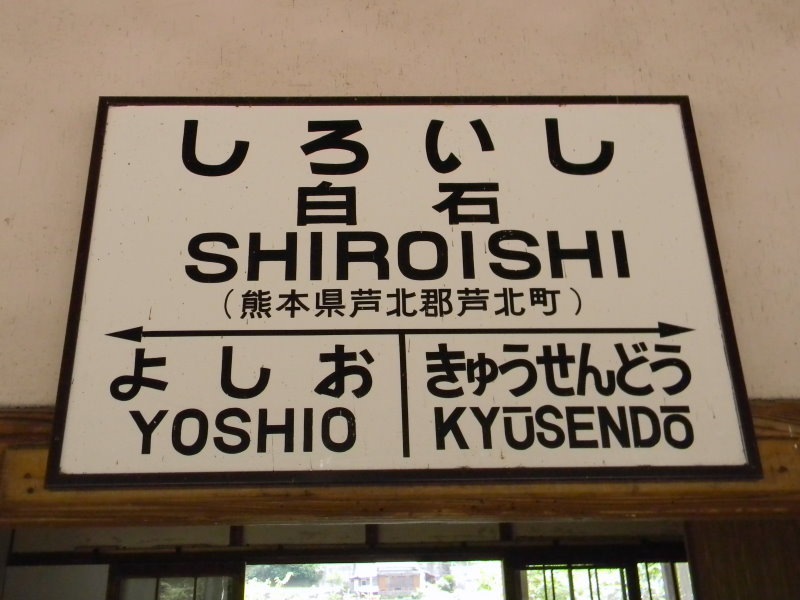 しろいし
白石
SHIROISHI
（熊本県芦北郡芦北町）
よしお きゅうせんどう
YOSHIO KYŪSENDŌ